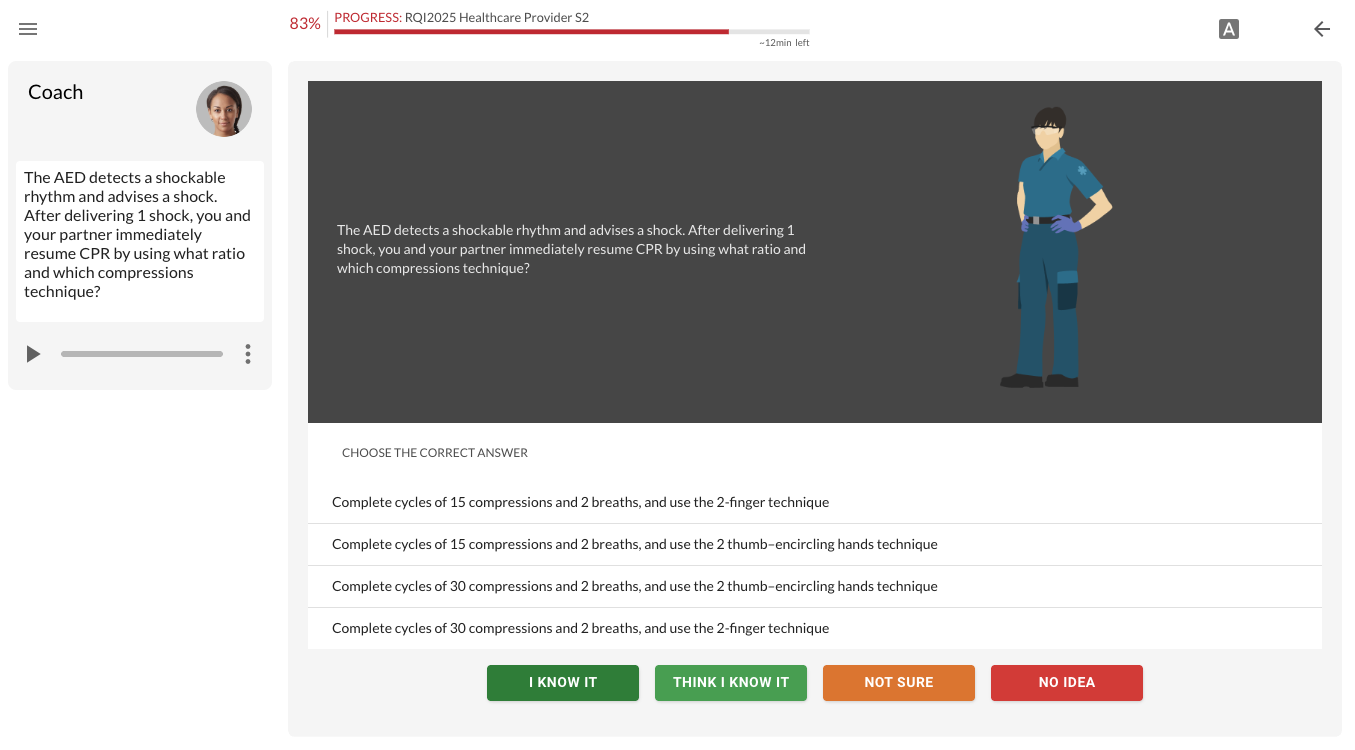 83%
PROGRESS: RQI2025 Healthcare Provider S2
~12min left
A
Coach
The AED detects a shockable
rhythm and advises a shock.
After delivering 1 shock, you and
your partner immediately
resume CPR by using what ratio
and which compressions
technique?
The AED detects a shockable rhythm and advises a shock. After delivering 1
shock, you and your partner immediately resume CPR by using what ratio and
which compressions technique?
CHOOSE THE CORRECT ANSWER
Complete cycles of 15 compressions and 2 breaths, and use the 2-finger technique
Complete cycles of 15 compressions and 2 breaths, and use the 2 thumb–encircling hands technique
Complete cycles of 30 compressions and 2 breaths, and use the 2 thumb–encircling hands technique
Complete cycles of 30 compressions and 2 breaths, and use the 2-finger technique
I KNOW IT
THINK I KNOW IT
NOT SURE
NO IDEA